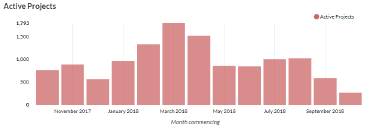 Active Projects
Active Projects
1,793
1,500
1,000
500
0
November 2017 January 2018 March 2018 May 2018 July 2018 September 2018
Month commencing